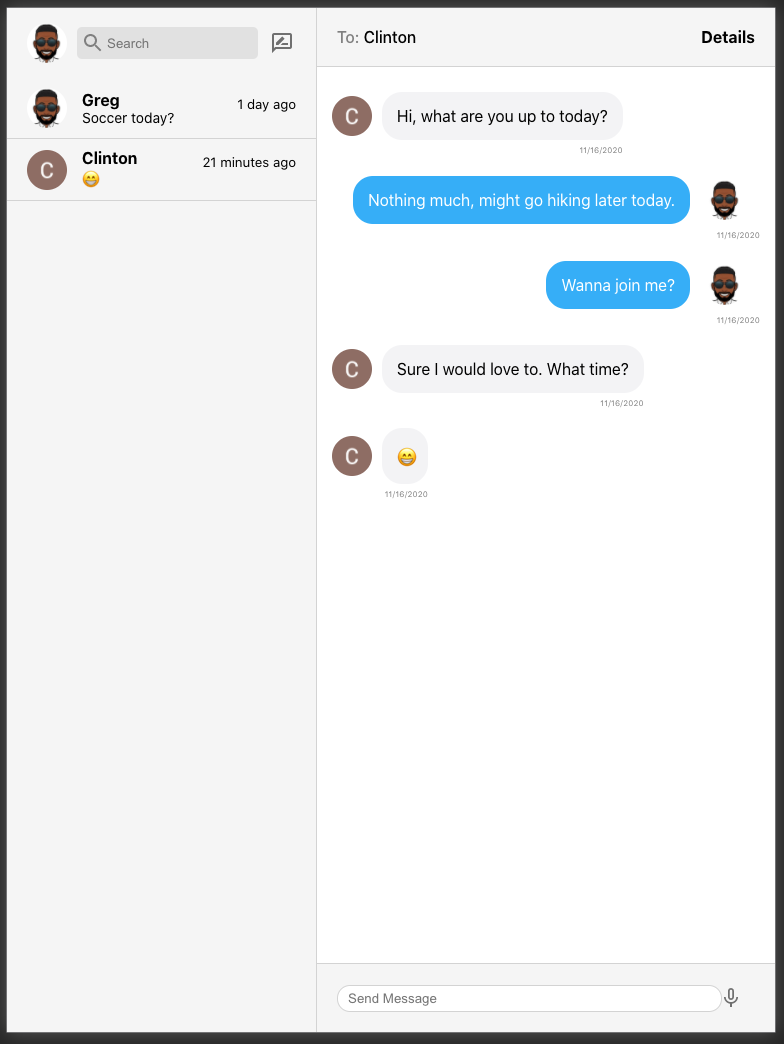 Search
Greg
1 day ago
Soccer today?
C
Clinton
21 minutes ago
😁
To: Clinton
Details
C
Hi, what are you up to today?
11/16/2020
Nothing much, might go hiking later today.
11/16/2020
Wanna join me?
11/16/2020
C
Sure I would love to. What time?
11/16/2020
C
😁
11/16/2020
Send Message